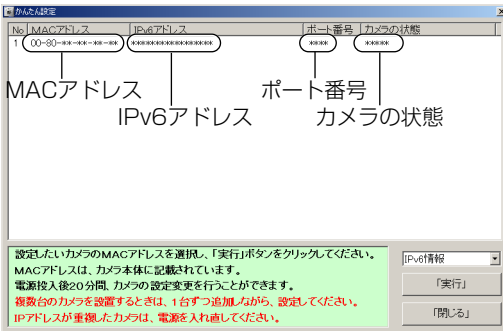 かんたん設定
No MACアドレス IPv6アドレス ポート番号 カメラの状態
1 00-80-**-**-**-** ***************** **** *****
MACアドレス ポート番号
IPv6アドレス カメラの状態
設定したいカメラのMACアドレスを選択し、「実行」ボタンをクリックしてください。
MACアドレスは、カメラ本体に記載されています。
電源投入後20分間、カメラの設定変更を行うことができます。
複数台のカメラを設置するときは、1台ずつ追加しながら、設定してください。
IPアドレスが重複したカメラは、電源を入れ直してください。
IPv6情報
「実行」
「閉じる」